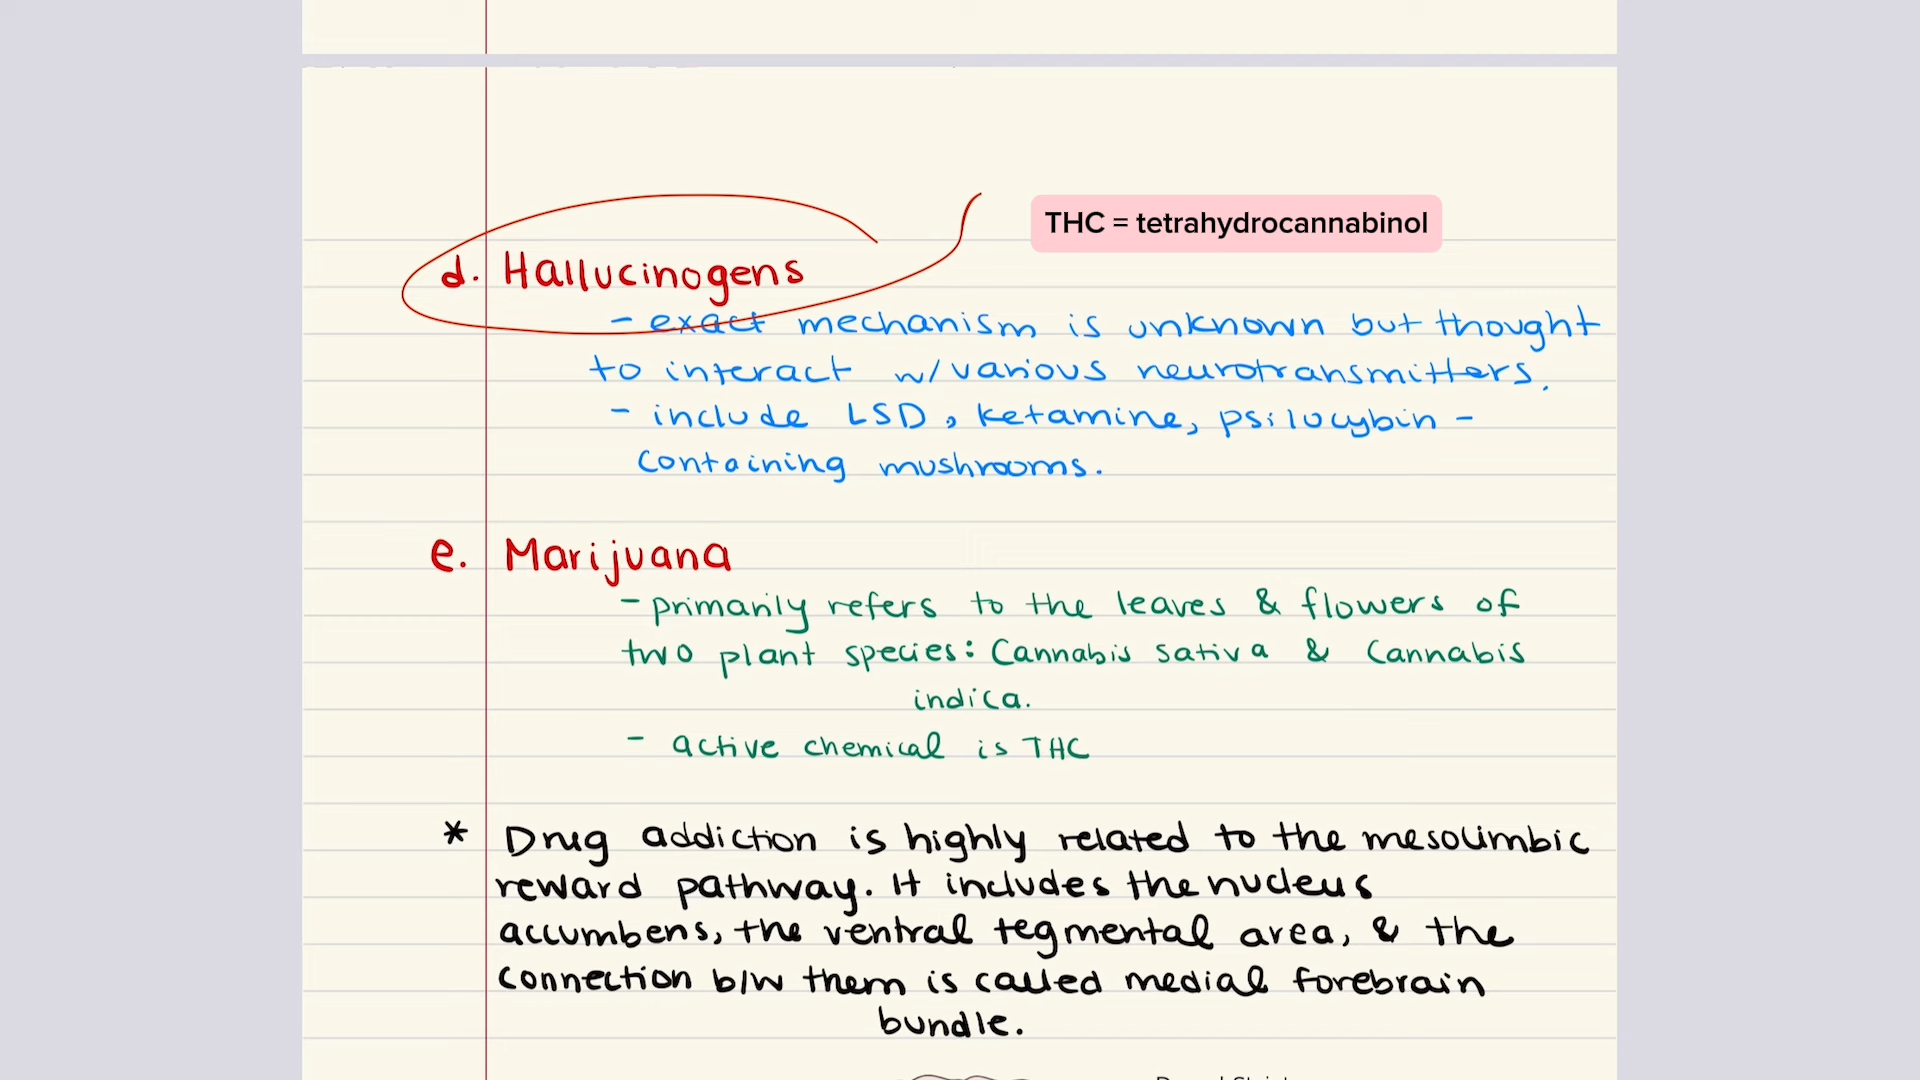 THC = tetrahydrocannabinol
d. Hallucinogens
- exact mechanism is unknown but thought
to interact w/ various neurotransmitters.
- include LSD, ketamine, psilocybin -
containing mushrooms.
e. Marijuana
- primarily refers to the leaves & flowers of
two plant species: Cannabis sativa & Cannabis
indica.
- active chemical is THC
* Drug addiction is highly related to the mesolimbic
reward pathway. It includes the nucleus
accumbens, the ventral tegmental area, & the
connection b/w them is called medial forebrain
bundle.